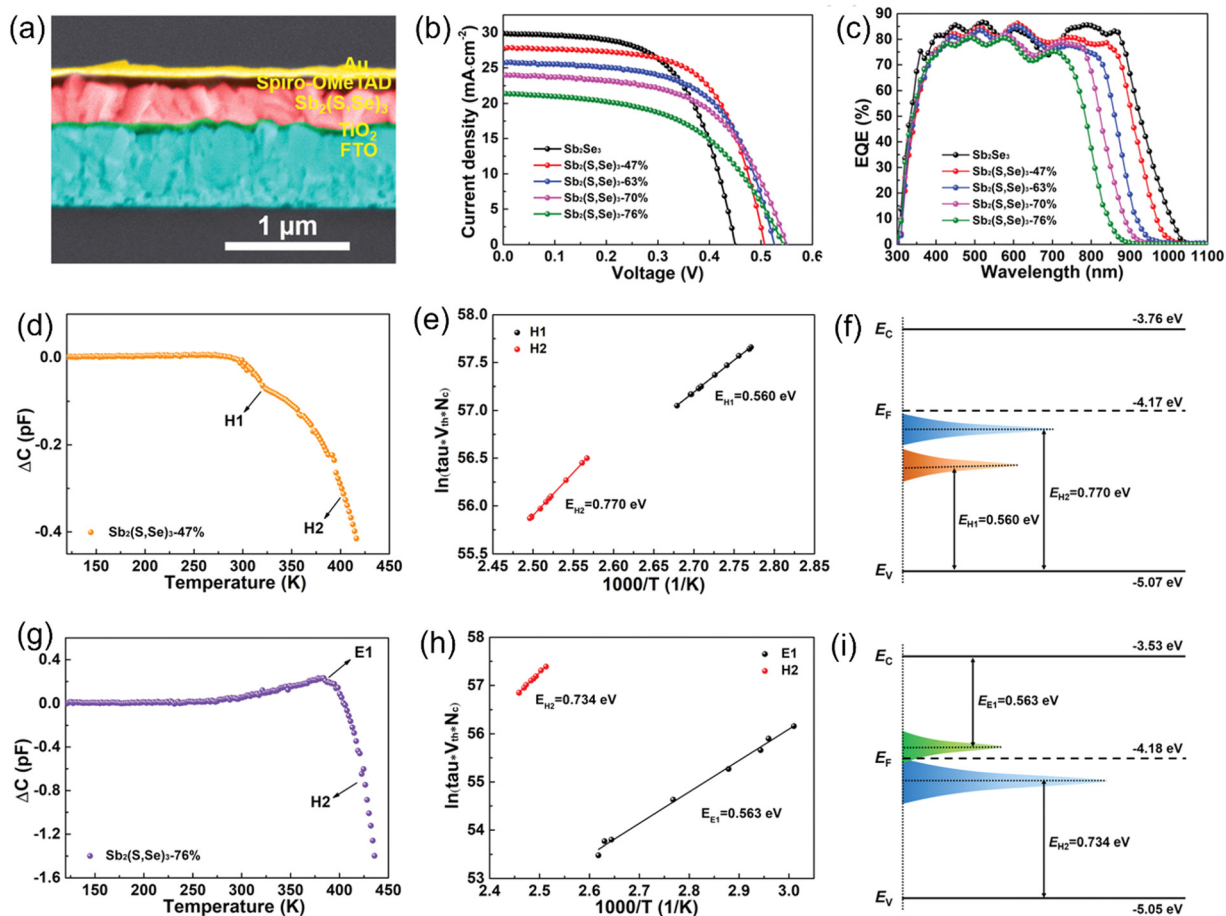 (a)
Au
Spiro-OMeTAD
Sb₂(S,Se)₃
TiO₂
FTO
1 µm
(b)
Current density (mA·cm⁻²)
35
30
25
20
15
10
5
0
Sb₂Se₃
Sb₂(S,Se)₃-47%
Sb₂(S,Se)₃-63%
Sb₂(S,Se)₃-70%
Sb₂(S,Se)₃-76%
0.0 0.1 0.2 0.3 0.4 0.5 0.6
Voltage (V)
(c)
EQE (%)
90
80
70
60
50
40
30
20
10
0
Sb₂Se₃
Sb₂(S,Se)₃-47%
Sb₂(S,Se)₃-63%
Sb₂(S,Se)₃-70%
Sb₂(S,Se)₃-76%
300 400 500 600 700 800 900 1000 1100
Wavelength (nm)
(d)
ΔC (pF)
0.0
-0.2
-0.4
H1
H2
Sb₂(S,Se)₃-47%
150 200 250 300 350 400 450
Temperature (K)
(e)
ln(tau*Vth*Nc)
58.0
57.5
57.0
56.5
56.0
55.5
H1
H2
EH1=0.560 eV
EH2=0.770 eV
2.45 2.50 2.55 2.60 2.65 2.70 2.75 2.80 2.85
1000/T (1/K)
(f)
EC
-3.76 eV
EF
-4.17 eV
EH2=0.770 eV
EH1=0.560 eV
EV
-5.07 eV
(g)
ΔC (pF)
0.4
0.0
-0.4
-0.8
-1.2
-1.6
E1
H2
Sb₂(S,Se)₃-76%
150 200 250 300 350 400 450
Temperature (K)
(h)
ln(tau*Vth*Nc)
58
57
56
55
54
53
E1
H2
EH2=0.734 eV
EE1=0.563 eV
2.4 2.5 2.6 2.7 2.8 2.9 3.0
1000/T (1/K)
(i)
EC
-3.53 eV
EE1=0.563 eV
EF
-4.18 eV
EH2=0.734 eV
EV
-5.05 eV